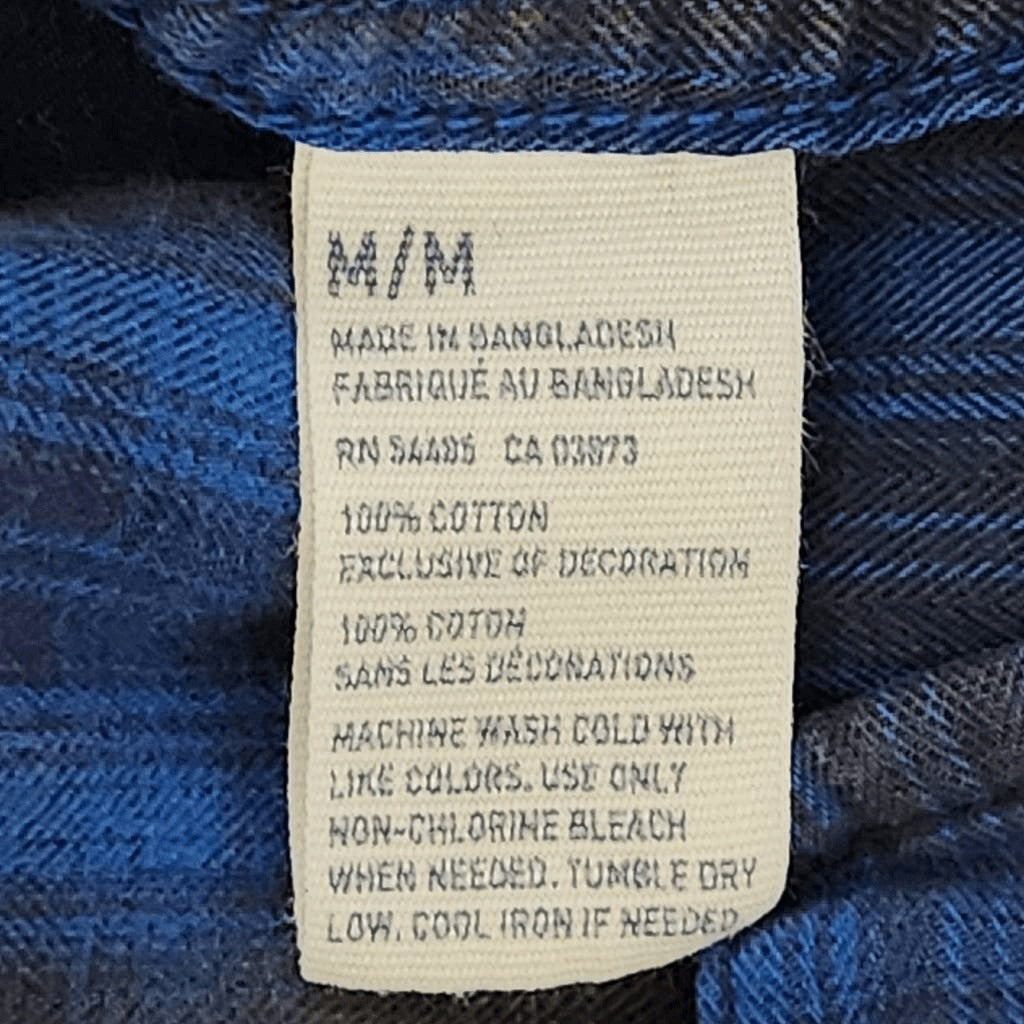 M/M
MADE IN BANGLADESH
FABRIQUÉ AU BANGLADESH
RN 54485 CA 03873
100% COTTON
EXCLUSIVE OF DECORATION
100% COTON
SANS LES DÉCORATIONS
MACHINE WASH COLD WITH
LIKE COLORS. USE ONLY
NON-CHLORINE BLEACH
WHEN NEEDED. TUMBLE DRY
LOW. COOL IRON IF NEEDED